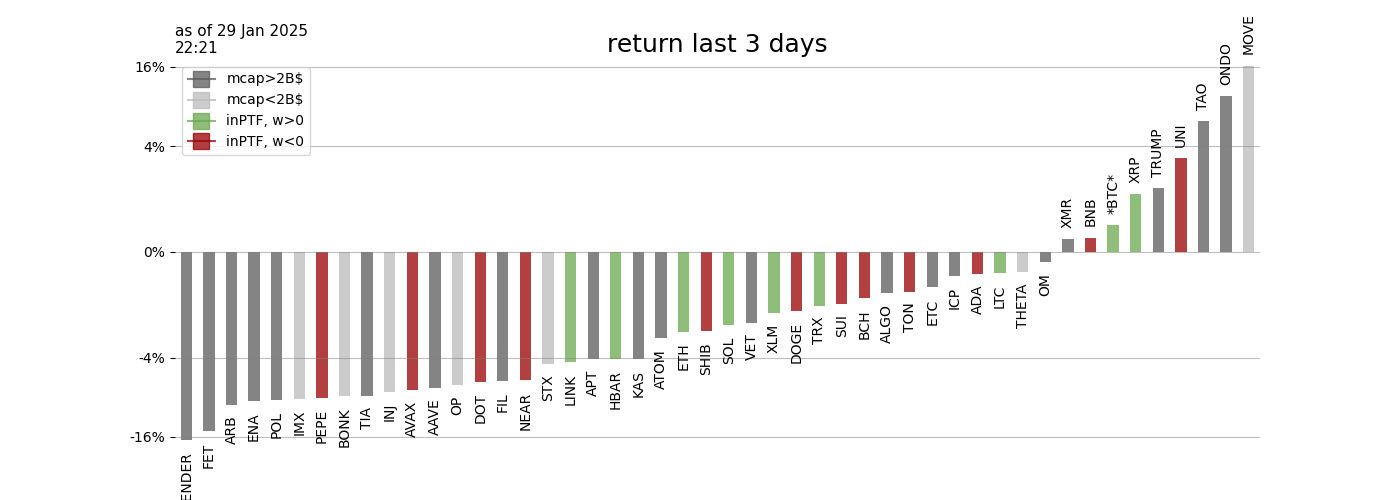 as of 29 Jan 2025
22:21
return last 3 days
mcap>2B$
mcap<2B$
inPTF, w>0
inPTF, w<0
16%
4%
0%
-4%
-16%
ENDER
FET
ARB
ENA
POL
IMX
PEPE
BONK
TIA
INJ
AVAX
AAVE
OP
DOT
FIL
NEAR
STX
LINK
APT
HBAR
KAS
ATOM
ETH
SHIB
SOL
VET
XLM
DOGE
TRX
SUI
BCH
ALGO
TON
ETC
ICP
ADA
LTC
THETA
OM
XMR
BNB
*BTC*
XRP
TRUMP
UNI
TAO
ONDO
MOVE